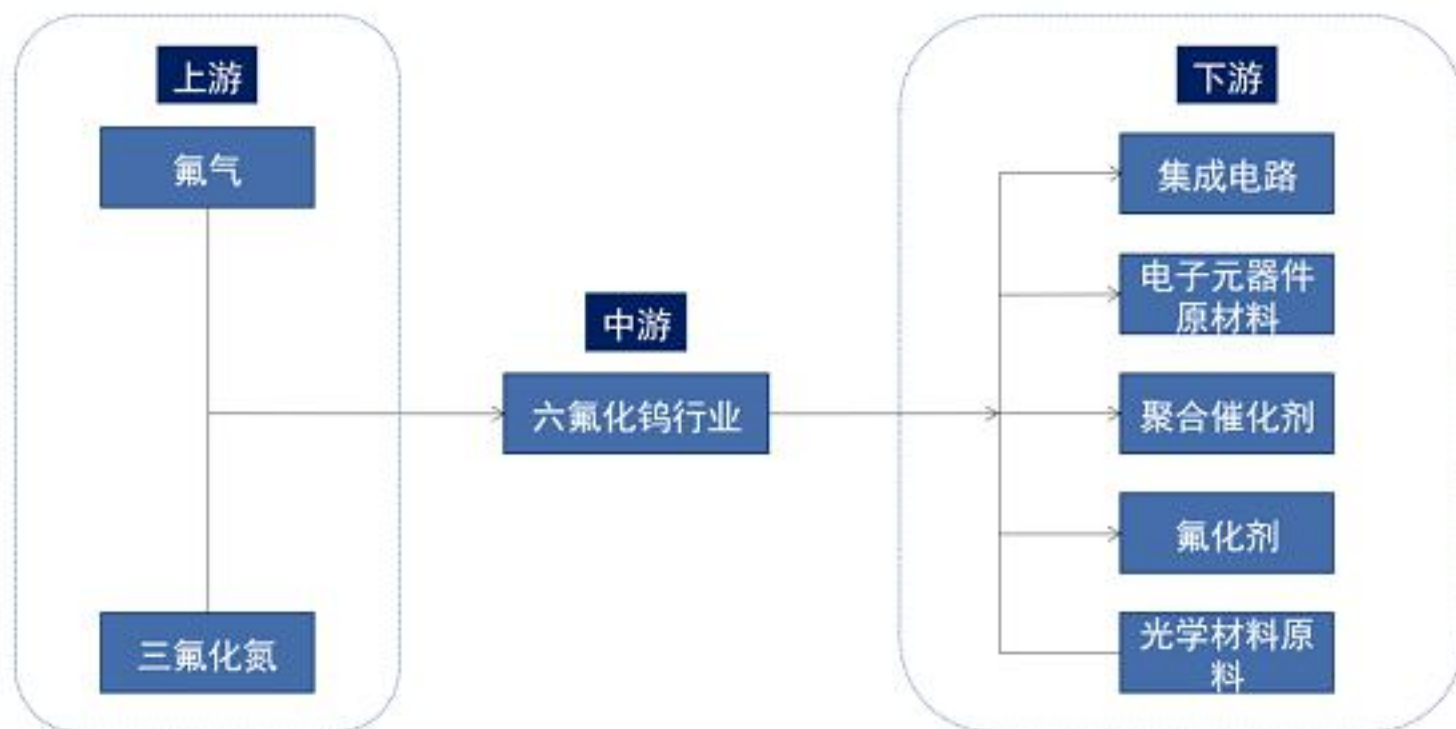 上游
氟气
三氟化氮
中游
六氟化钨行业
下游
集成电路
电子元器件
原材料
聚合催化剂
氟化剂
光学材料原
料